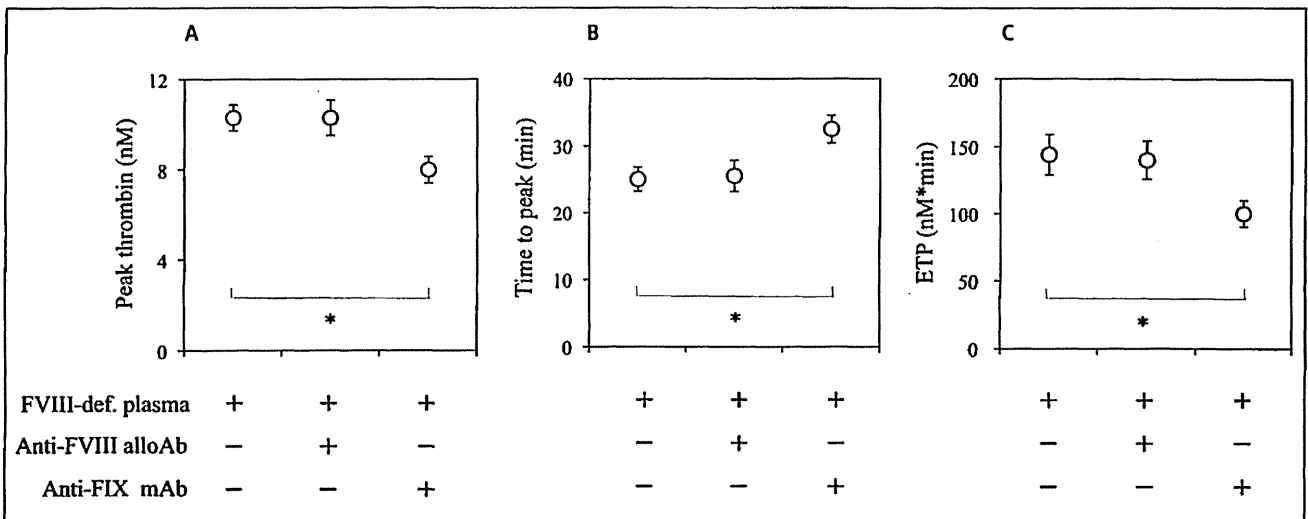 A
B
C
Peak thrombin (nM)
12
8
4
0
*
Time to peak (min)
40
30
20
10
0
*
ETP (nM*min)
200
150
100
50
0
*
FVIII-def. plasma + + + + + + + + +
Anti-FVIII alloAb − + − − + − − + −
Anti-FIX mAb − − + − − + − − +